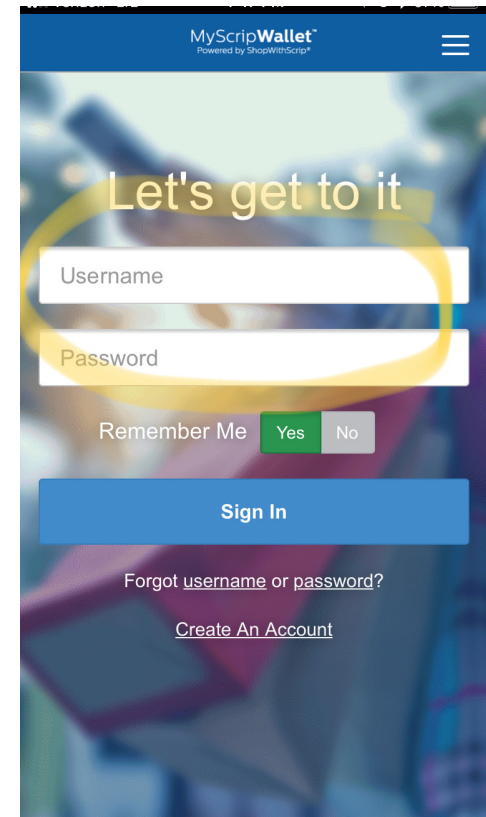 MyScripWallet™
Powered by ShopWithScrip®
Let's get to it
Username
Password
Remember Me Yes No
Sign In
Forgot username or password?
Create An Account